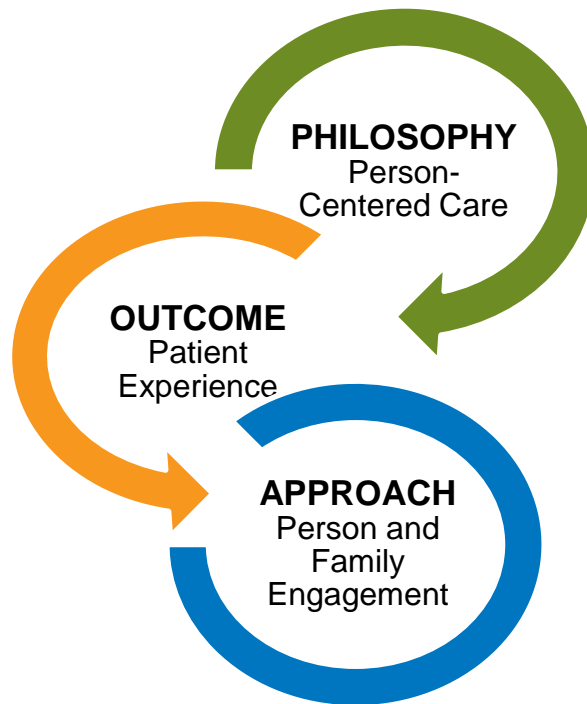 PHILOSOPHY
Person-
Centered Care
OUTCOME
Patient
Experience
APPROACH
Person and
Family
Engagement